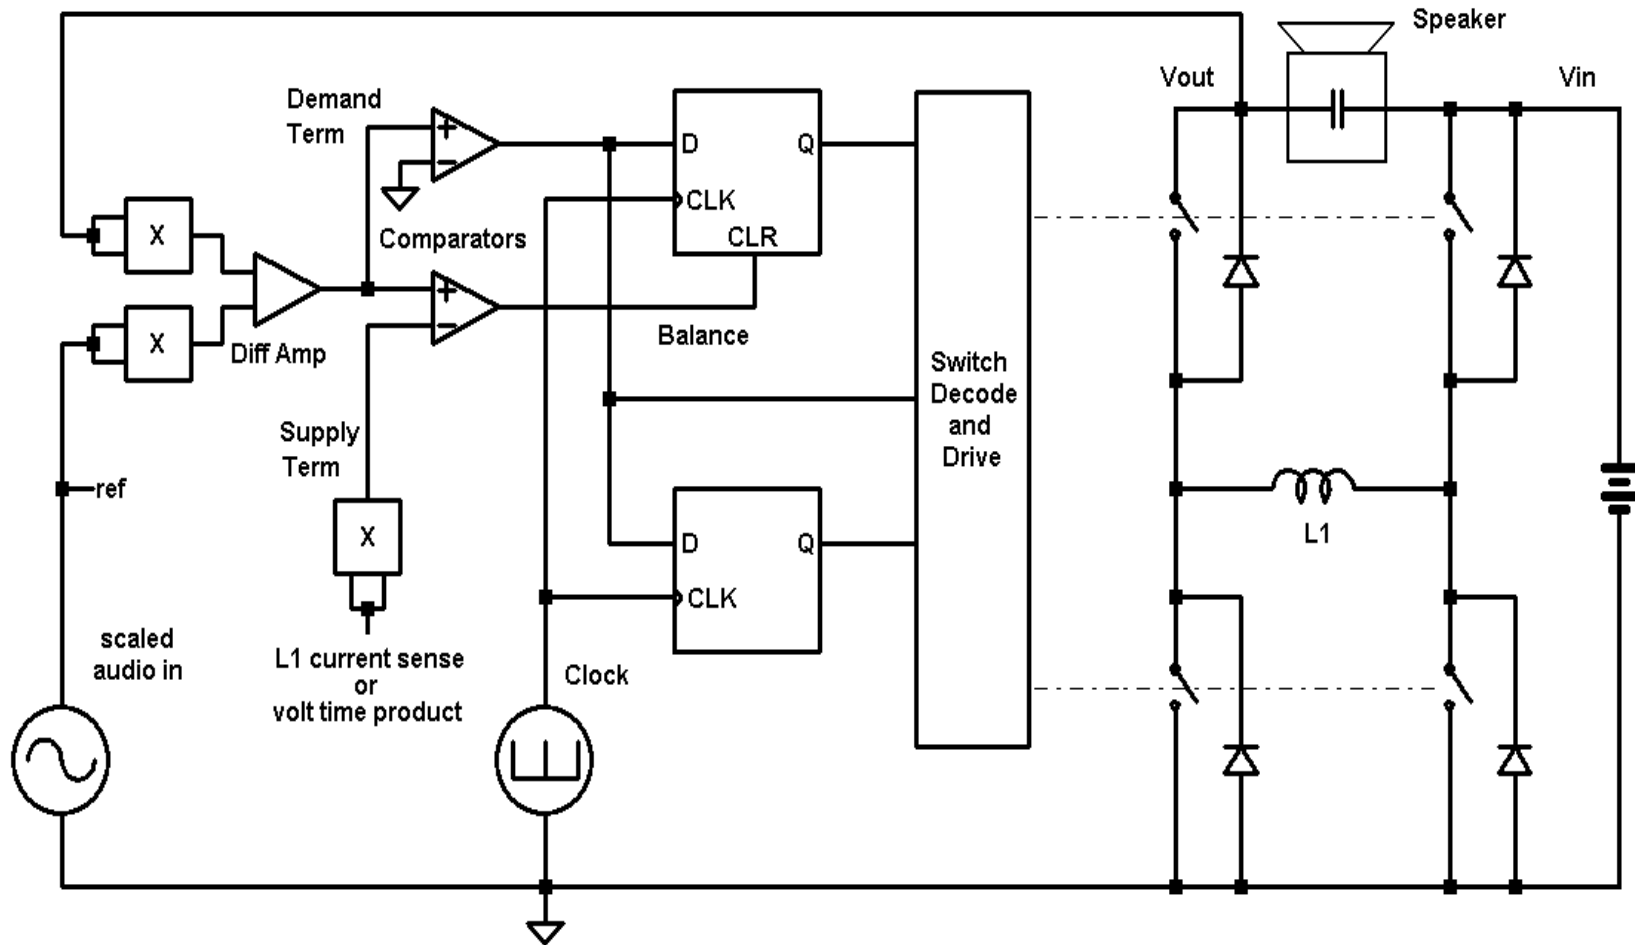 Speaker
Vout
Vin
Demand
Term
D
Q
CLK
CLR
X
Comparators
X
Diff Amp
Balance
Switch
Decode
and
Drive
Supply
Term
ref
X
L1
D
Q
CLK
scaled
audio in
L1 current sense
or
volt time product
Clock